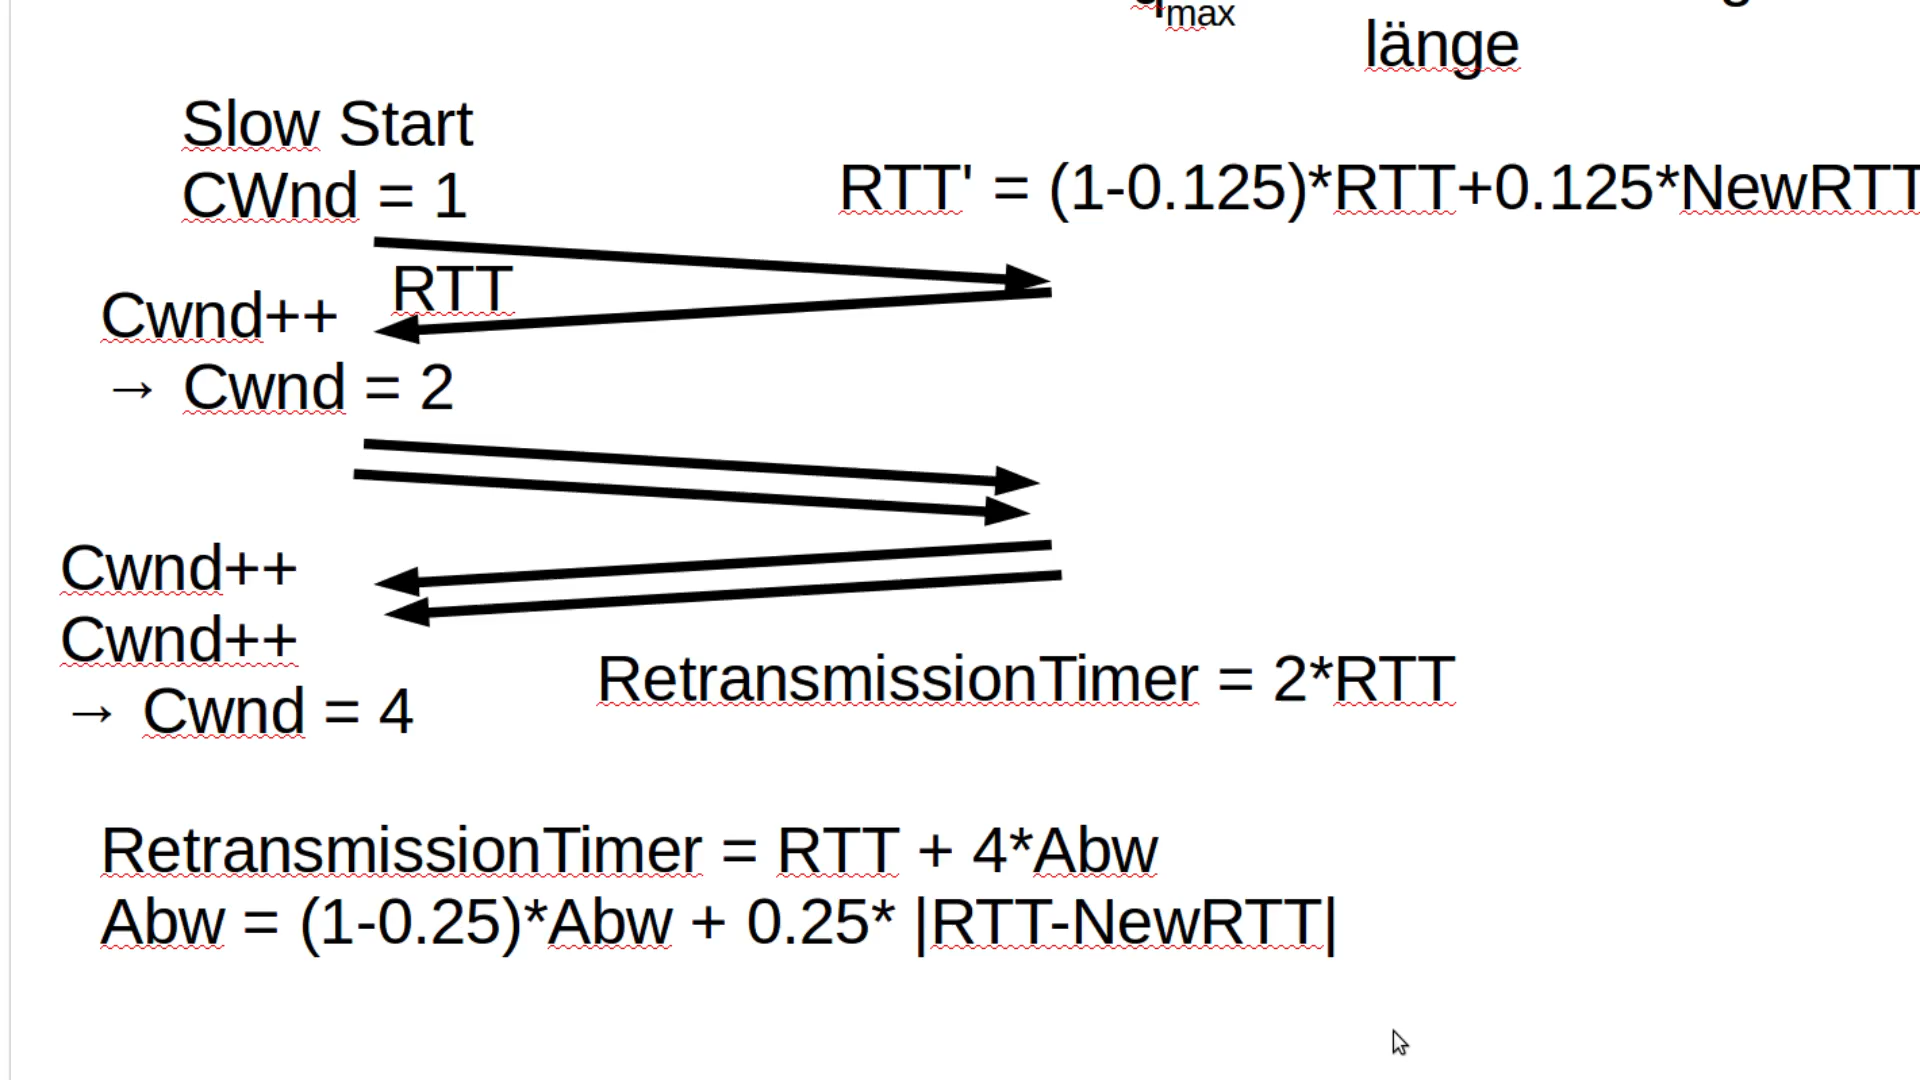 max
länge
Slow Start
CWnd = 1
RTT' = (1-0.125)*RTT+0.125*NewRTT
RTT
Cwnd++
→ Cwnd = 2
Cwnd++
Cwnd++
→ Cwnd = 4
RetransmissionTimer = 2*RTT
RetransmissionTimer = RTT + 4*Abw
Abw = (1-0.25)*Abw + 0.25* |RTT-NewRTT|